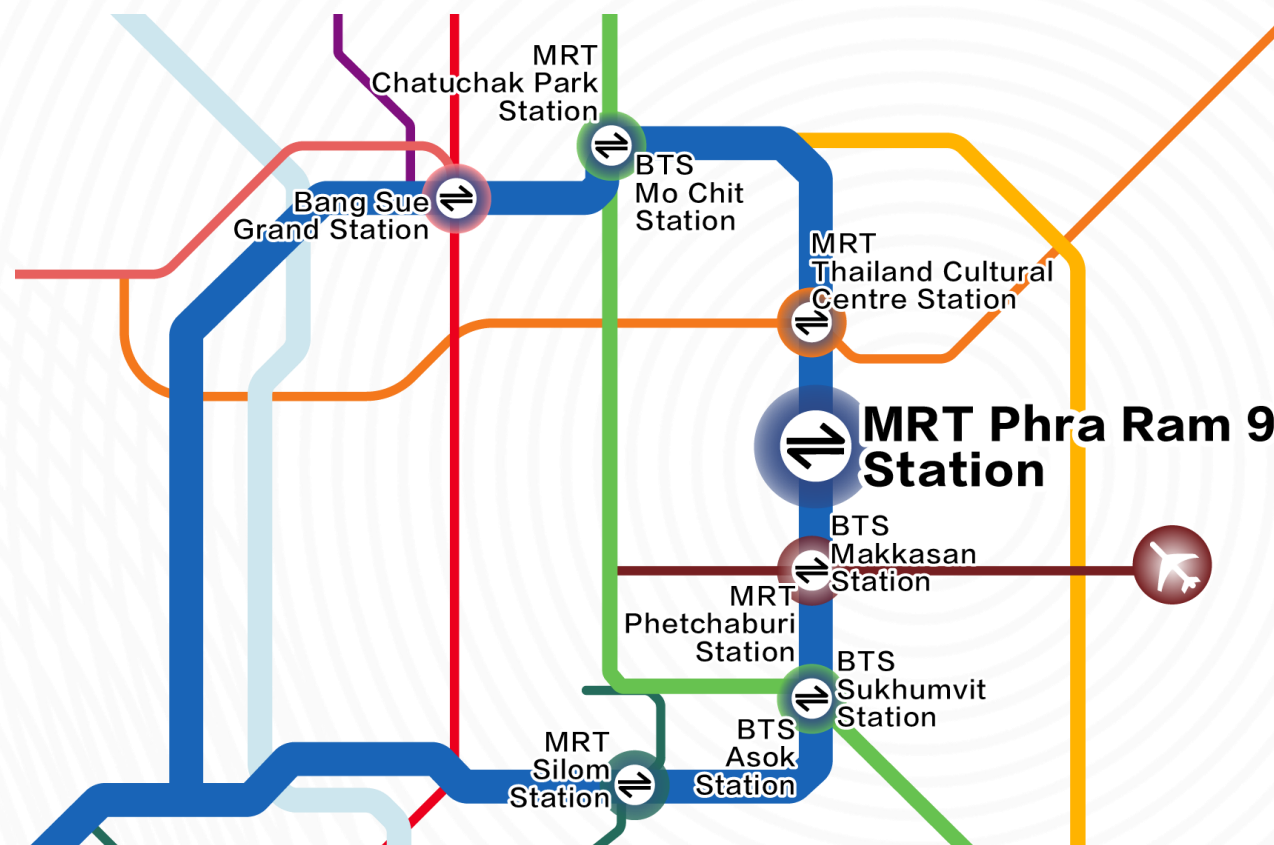 MRT
Chatuchak Park
Station
BTS
Mo Chit
Station
Bang Sue
Grand Station
MRT
Thailand Cultural
Centre Station
MRT Phra Ram 9
Station
BTS
Makkasan
Station
MRT
Phetchaburi
Station
BTS
Sukhumvit
Station
BTS
Asok
Station
MRT
Silom
Station